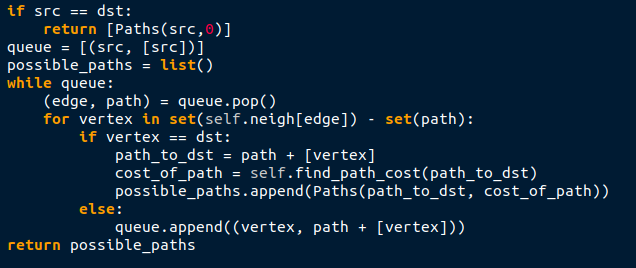 if src == dst:
    return [Paths(src,0)]
queue = [(src, [src])]
possible_paths = list()
while queue:
    (edge, path) = queue.pop()
    for vertex in set(self.neigh[edge]) - set(path):
        if vertex == dst:
            path_to_dst = path + [vertex]
            cost_of_path = self.find_path_cost(path_to_dst)
            possible_paths.append(Paths(path_to_dst, cost_of_path))
        else:
            queue.append((vertex, path + [vertex]))
return possible_paths